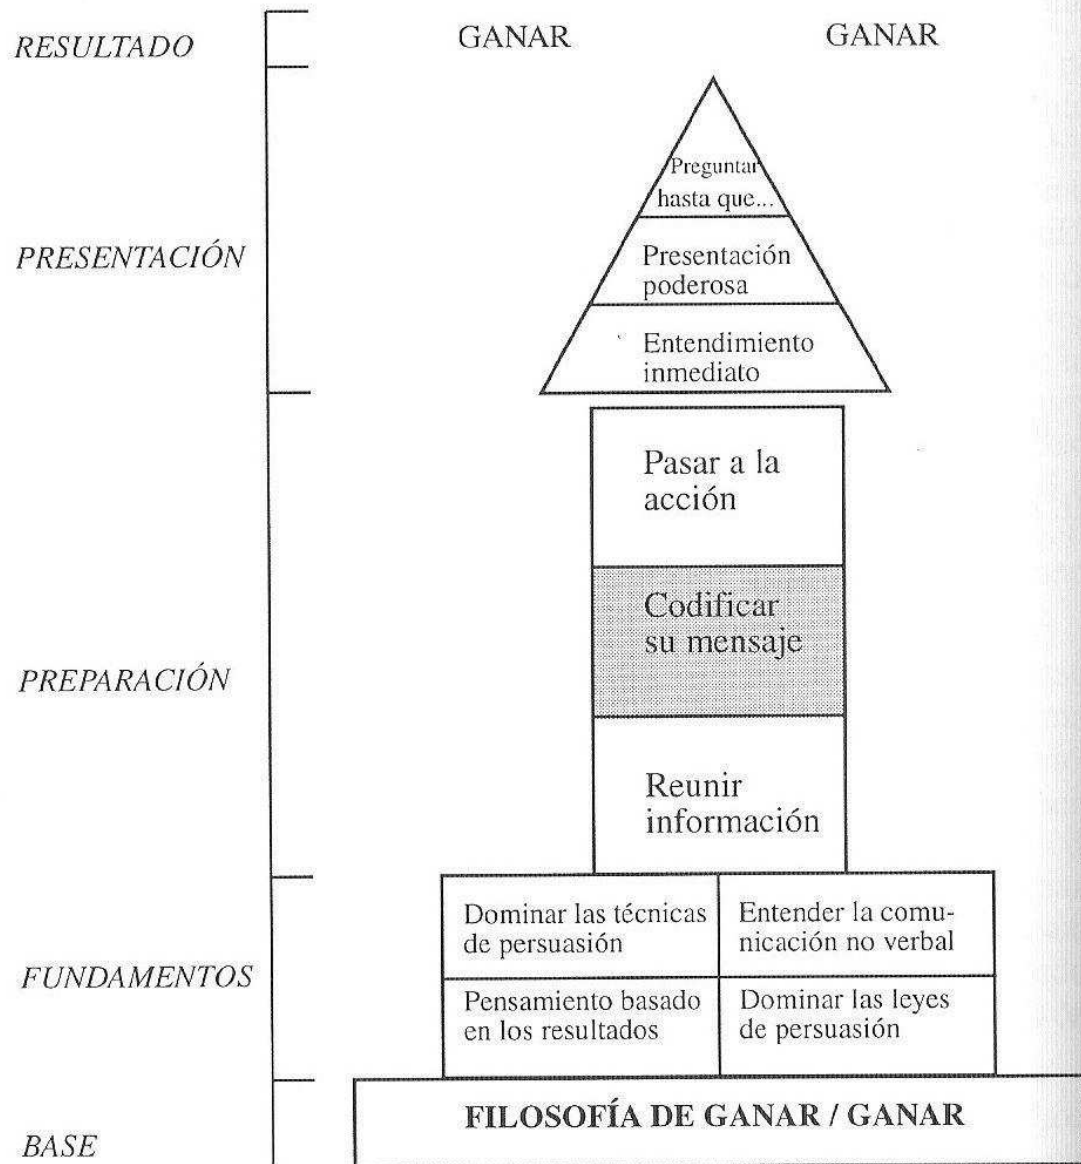 RESULTADO
GANAR GANAR
Preguntar
hasta que...
PRESENTACIÓN
Presentación
poderosa
Entendimiento
inmediato
Pasar a la
acción
Codificar
su mensaje
PREPARACIÓN
Reunir
información
FUNDAMENTOS
Dominar las técnicas
de persuasión
Entender la comu-
nicación no verbal
Pensamiento basado
en los resultados
Dominar las leyes
de persuasión
FILOSOFÍA DE GANAR / GANAR
BASE